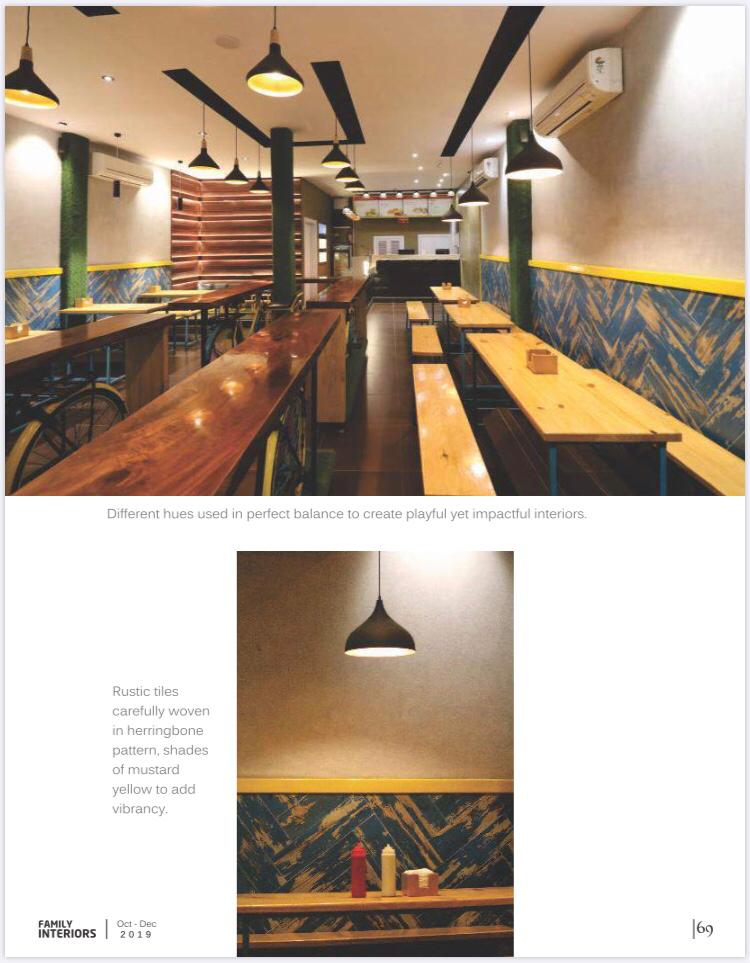 Different hues used in perfect balance to create playful yet impactful interiors.
Rustic tiles
carefully woven
in herringbone
pattern, shades
of mustard
yellow to add
vibrancy.
FAMILY
INTERIORS
Oct - Dec
2019
|69